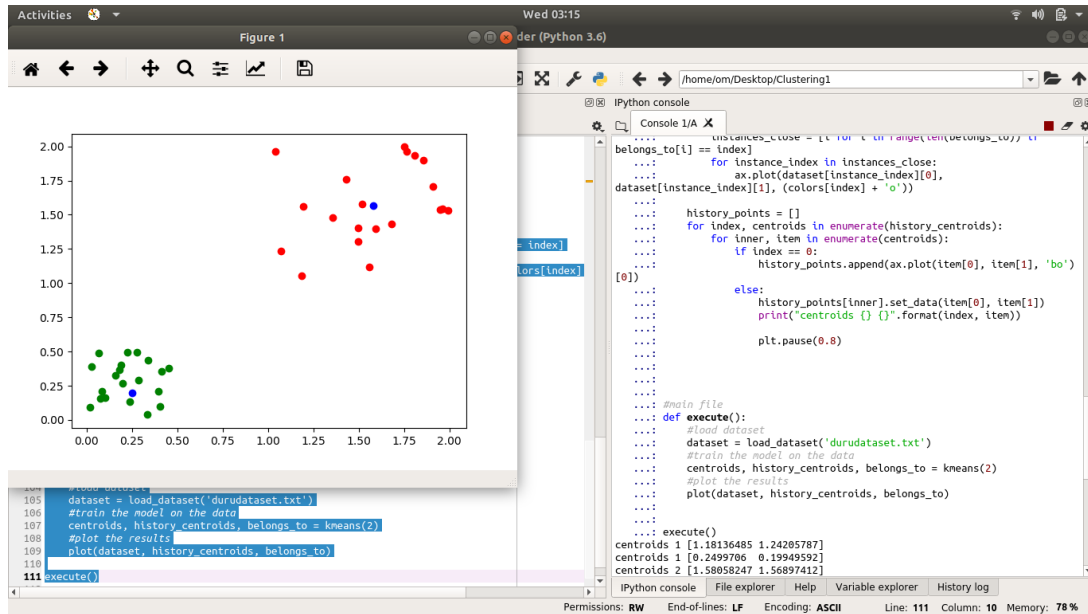 Activities
Wed 03:15
Figure 1
der (Python 3.6)
/home/om/Desktop/Clustering1
2.00
1.75
1.50
1.25
1.00
0.75
0.50
0.25
0.00
0.00 0.25 0.50 0.75 1.00 1.25 1.50 1.75 2.00
= index]
lors[index]
105 dataset = load_dataset('durudataset.txt')
106 #train the model on the data
107 centroids, history_centroids, belongs_to = kmeans(2)
108 #plot the results
109 plot(dataset, history_centroids, belongs_to)
110
111 execute()
IPython console
Console 1/A
instances_close = [i for i in range(len(belongs_to)) if
belongs_to[i] == index]
...: for instance_index in instances_close:
...: ax.plot(dataset[instance_index][0],
dataset[instance_index][1], (colors[index] + 'o'))
...:
...: history_points = []
...: for index, centroids in enumerate(history_centroids):
...: for inner, item in enumerate(centroids):
...: if index == 0:
...: history_points.append(ax.plot(item[0], item[1], 'bo')
[0])
...: else:
...: history_points[inner].set_data(item[0], item[1])
...: print("centroids {} {}".format(index, item))
...:
...: plt.pause(0.8)
...:
...:
...:
...:
...: #main file
...: def execute():
...: #load dataset
...: dataset = load_dataset('durudataset.txt')
...: #train the model on the data
...: centroids, history_centroids, belongs_to = kmeans(2)
...: #plot the results
...: plot(dataset, history_centroids, belongs_to)
...:
...:
...: execute()
centroids 1 [1.18136485 1.24205787]
centroids 1 [0.2499706 0.19949592]
centroids 2 [1.58058247 1.56897412]
IPython console File explorer Help Variable explorer History log
Permissions: RW End-of-lines: LF Encoding: ASCII Line: 111 Column: 10 Memory: 78 %